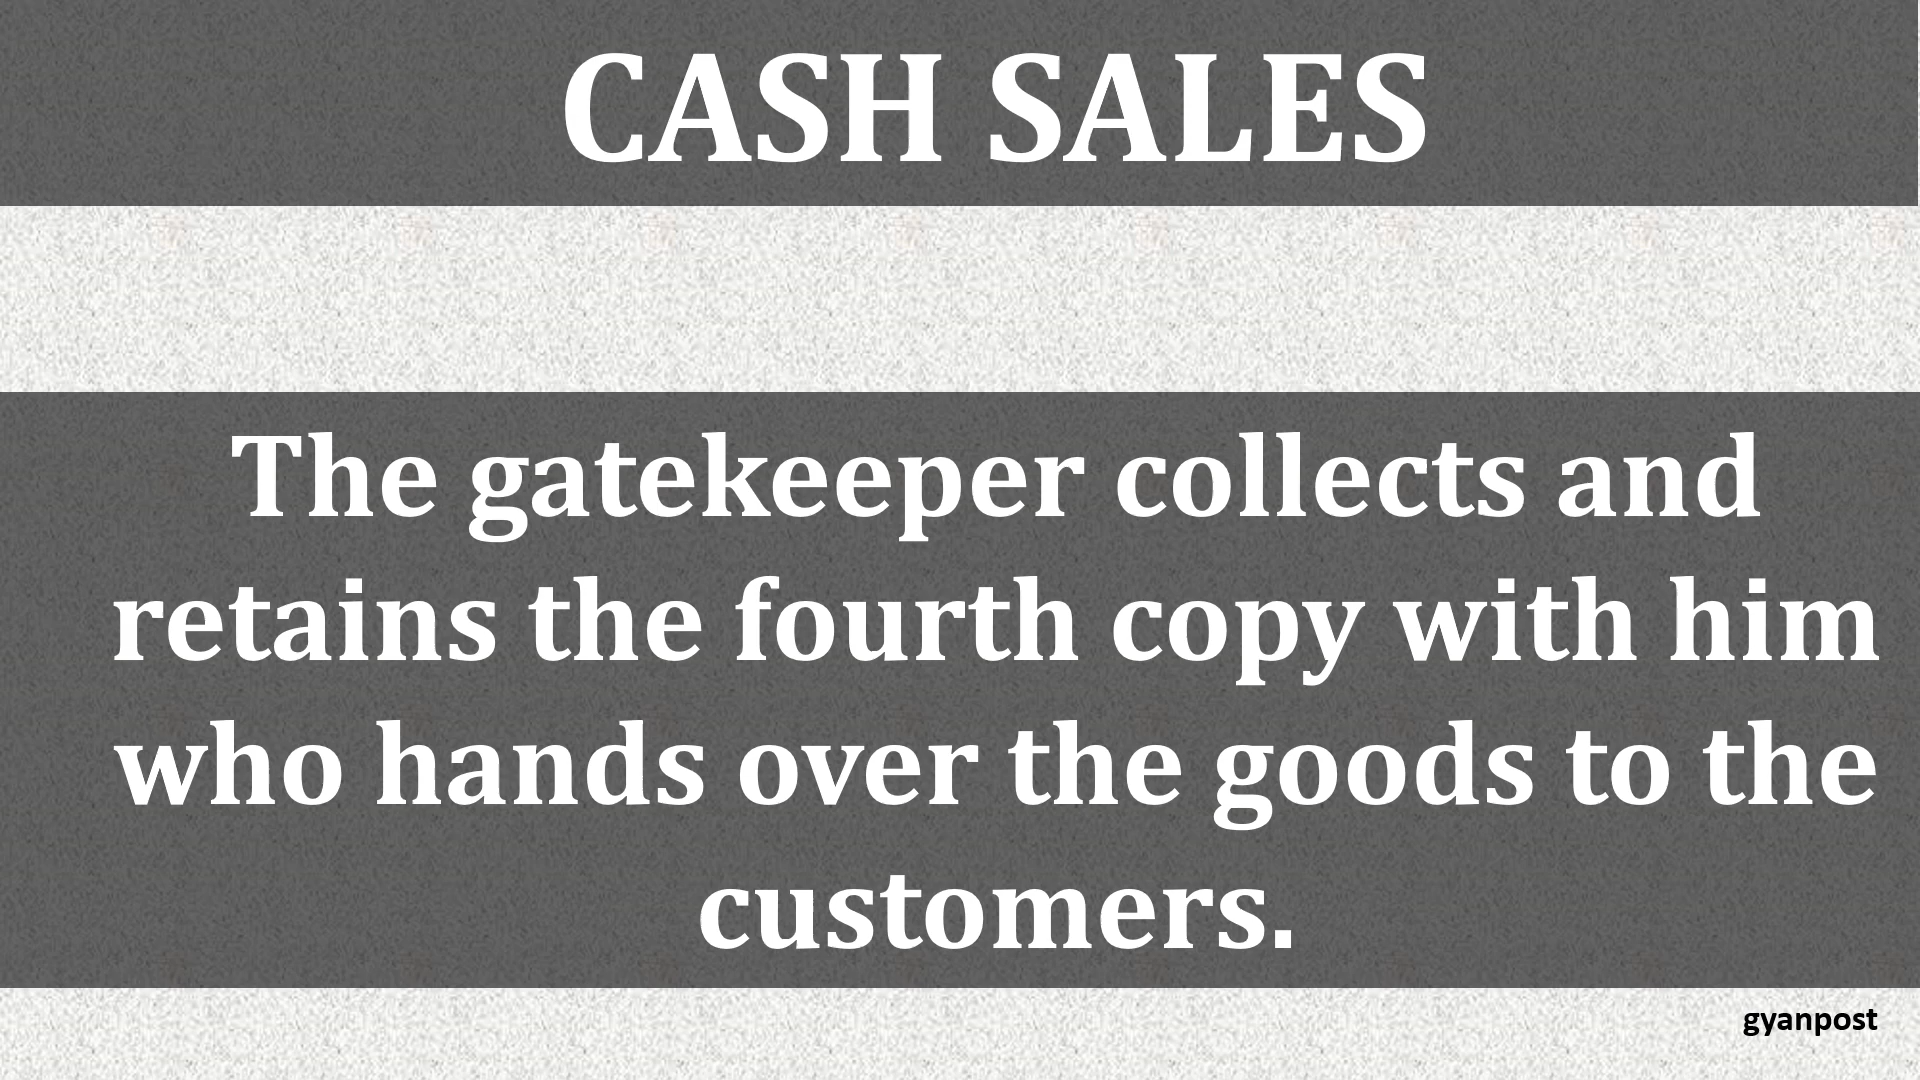 CASH SALES
The gatekeeper collects and
retains the fourth copy with him
who hands over the goods to the
customers.
gyanpost